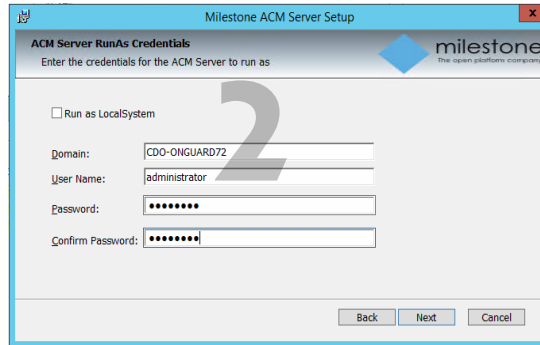 Milestone ACM Server Setup
x
ACM Server RunAs Credentials
Enter the credentials for the ACM Server to run as
milestone
The open platform company
Run as LocalSystem
2
Domain: CDO-ONGUARD72
User Name: administrator
Password: ●●●●●●●●
Confirm Password: ●●●●●●●●
Back Next Cancel